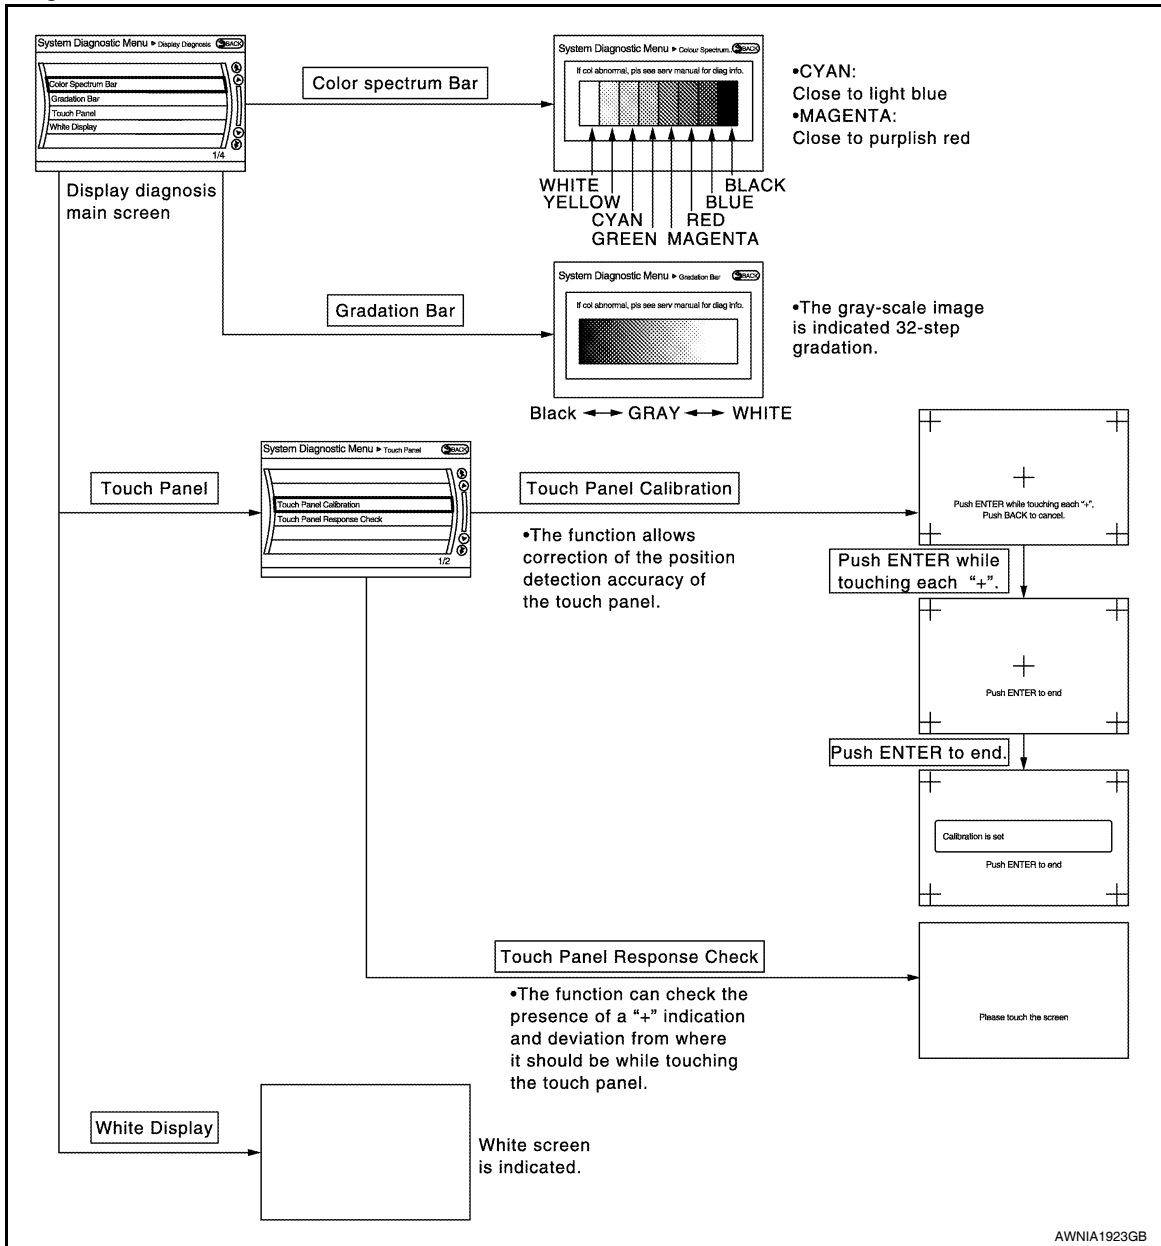 System Diagnostic Menu ▶ Display Diagnosis BACK
Color Spectrum Bar
Gradation Bar
Touch Panel
White Display
1/4
Display diagnosis
main screen
Color spectrum Bar
System Diagnostic Menu ▶ Colour Spectrum.. BACK
If col abnormal, pls see serv manual for diag info.
WHITE
YELLOW
CYAN
GREEN
MAGENTA
RED
BLUE
BLACK
•CYAN:
Close to light blue
•MAGENTA:
Close to purplish red
Gradation Bar
System Diagnostic Menu ▶ Gradation Bar BACK
If col abnormal, pls see serv manual for diag info.
Black ◀▶ GRAY ◀▶ WHITE
•The gray-scale image
is indicated 32-step
gradation.
Touch Panel
System Diagnostic Menu ▶ Touch Panel BACK
Touch Panel Calibration
Touch Panel Response Check
1/2
Touch Panel Calibration
•The function allows
correction of the position
detection accuracy of
the touch panel.
Push ENTER while touching each "+",
Push BACK to cancel.
Push ENTER while
touching each “+”.
Push ENTER to end
Push ENTER to end.
Calibration is set
Push ENTER to end
Touch Panel Response Check
•The function can check the
presence of a “+” indication
and deviation from where
it should be while touching
the touch panel.
Please touch the screen
White Display
White screen
is indicated.
AWNIA1923GB